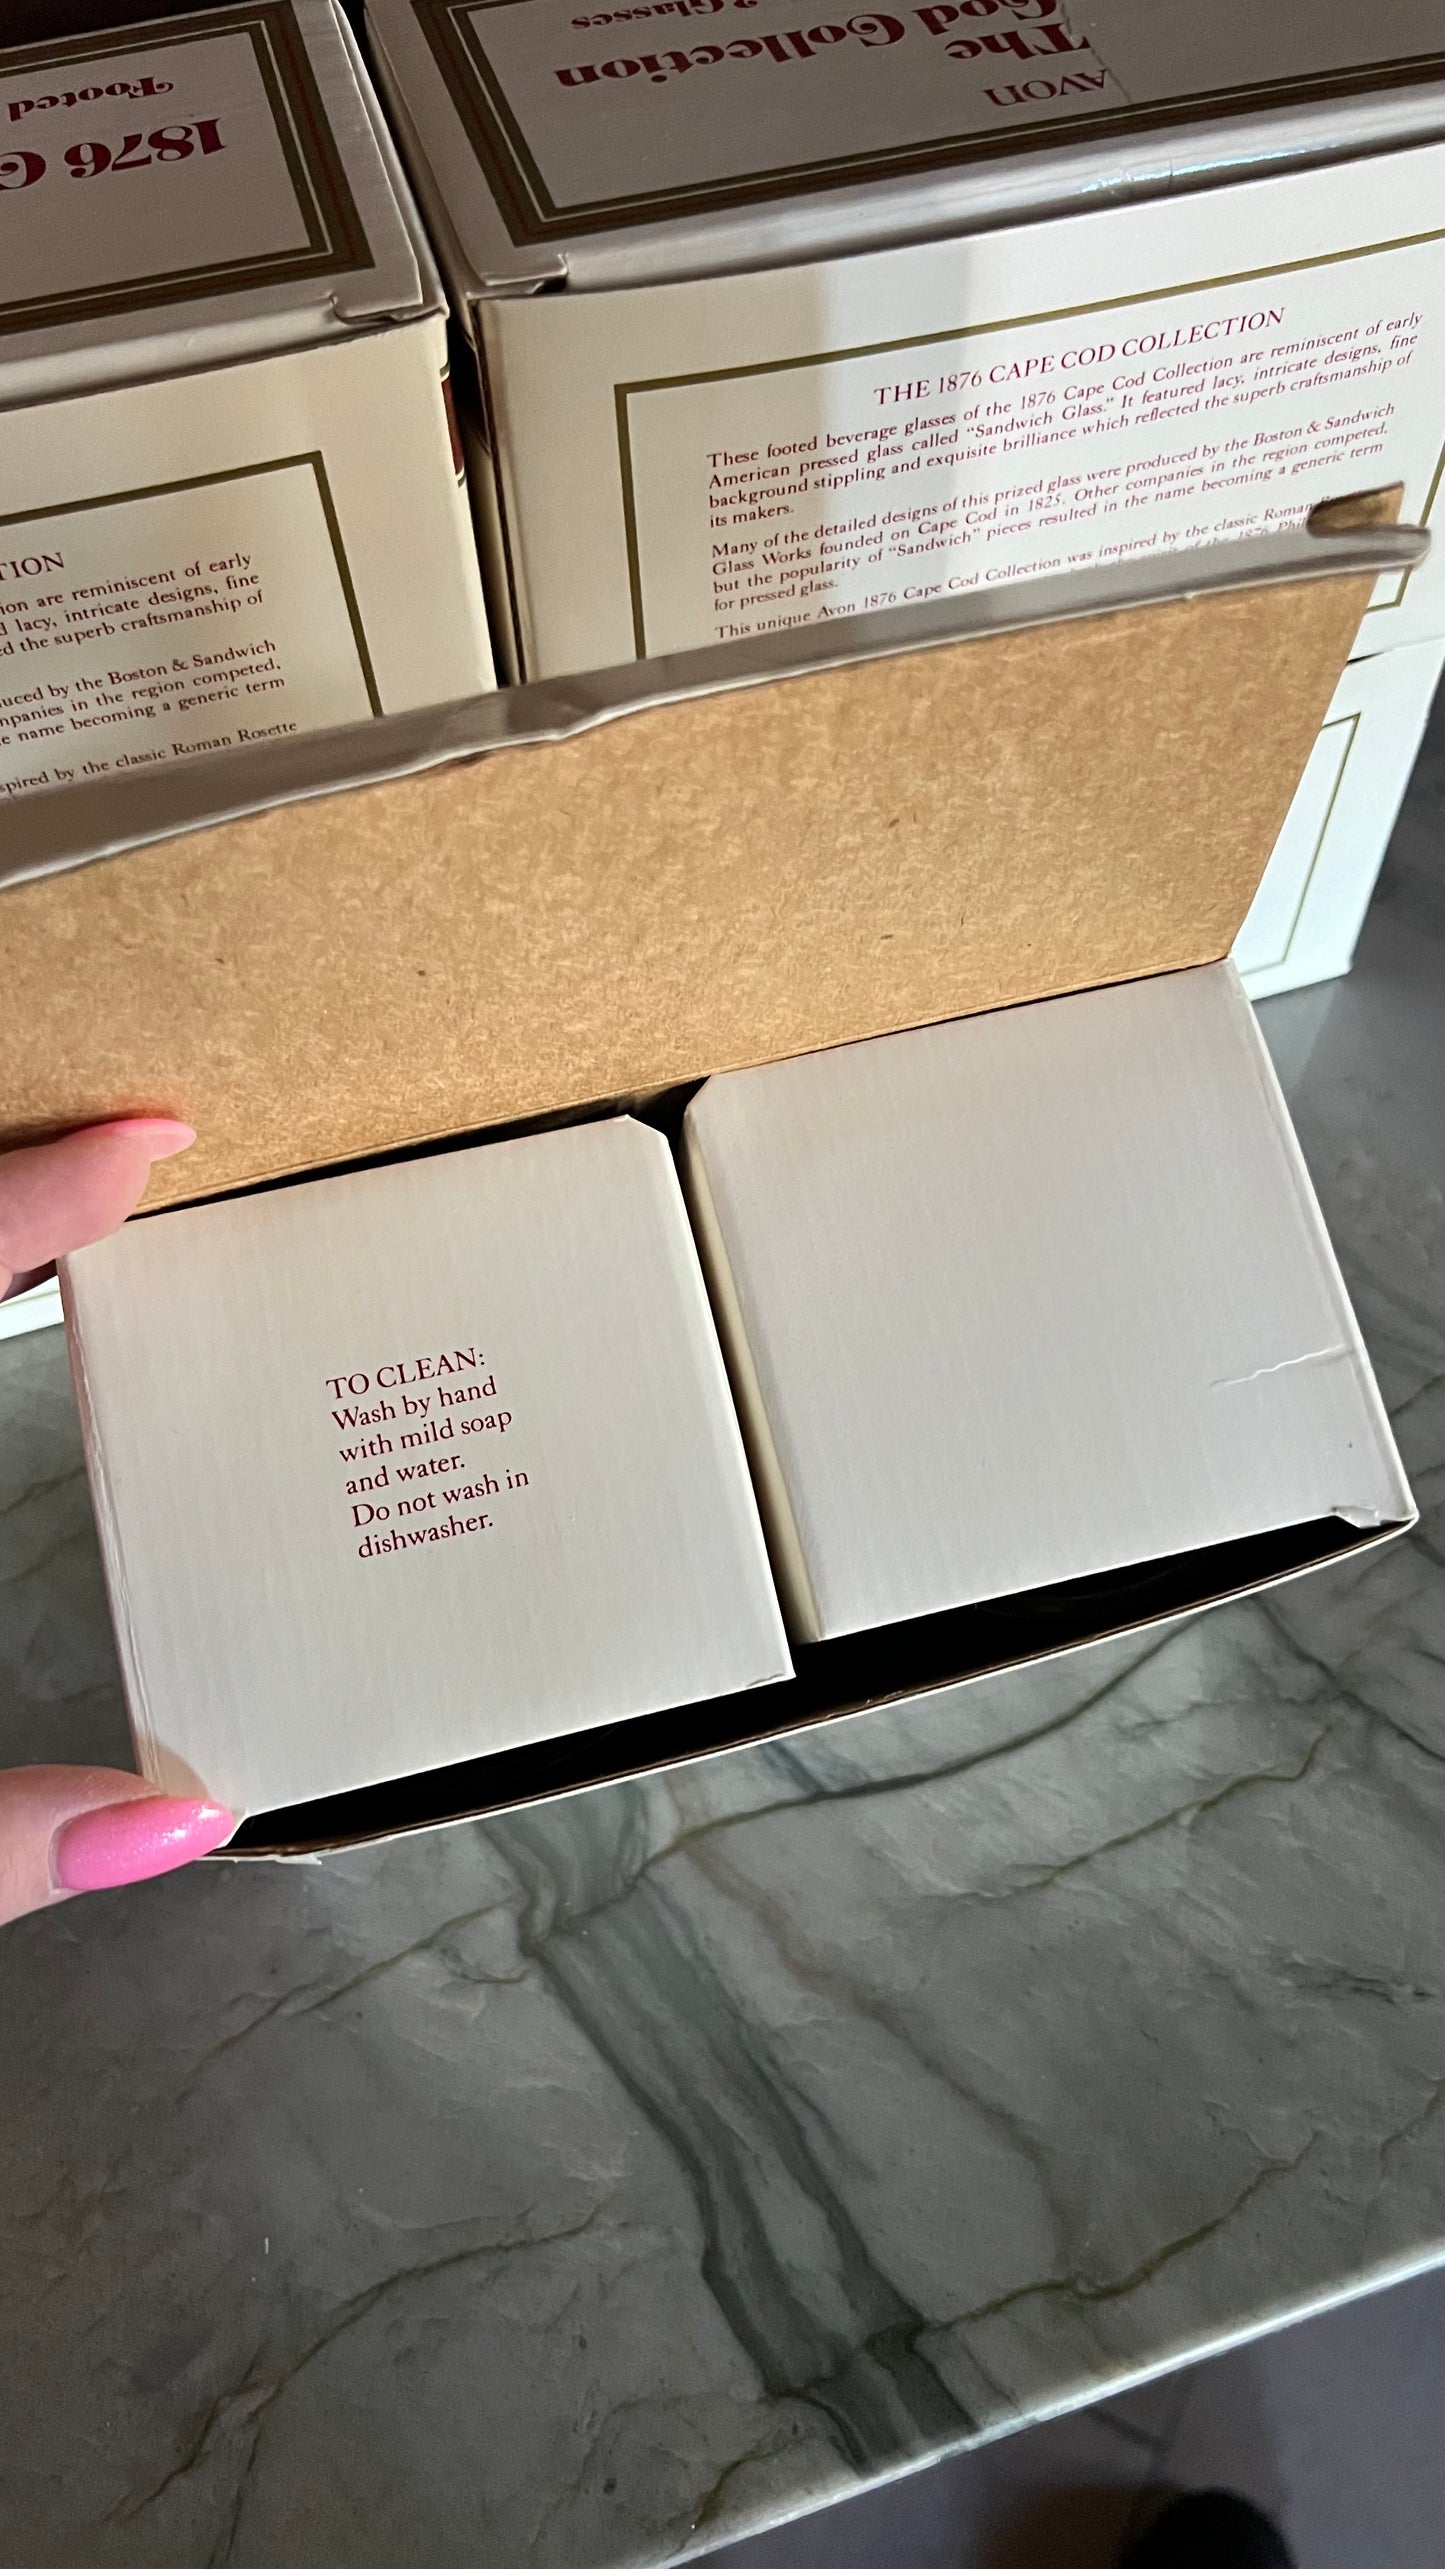 1876 C
Footed
AVON
The
God Collection
2 Glasses
THE 1876 CAPE COD COLLECTION
These footed beverage glasses of the 1876 Cape Cod Collection are reminiscent of early
American pressed glass called “Sandwich Glass.” It featured lacy, intricate designs, fine
background stippling and exquisite brilliance which reflected the superb craftsmanship of
its makers.
Many of the detailed designs of this prized glass were produced by the Boston & Sandwich
Glass Works founded on Cape Cod in 1825. Other companies in the region competed,
but the popularity of “Sandwich” pieces resulted in the name becoming a generic term
for pressed glass.
This unique Avon 1876 Cape Cod Collection was inspired by the classic Roman
of the 1876
TION
ion are reminiscent of early
d lacy, intricate designs, fine
ed the superb craftsmanship of
uced by the Boston & Sandwich
mpanies in the region competed,
e name becoming a generic term
spired by the classic Roman Rosette
TO CLEAN:
Wash by hand
with mild soap
and water.
Do not wash in
dishwasher.